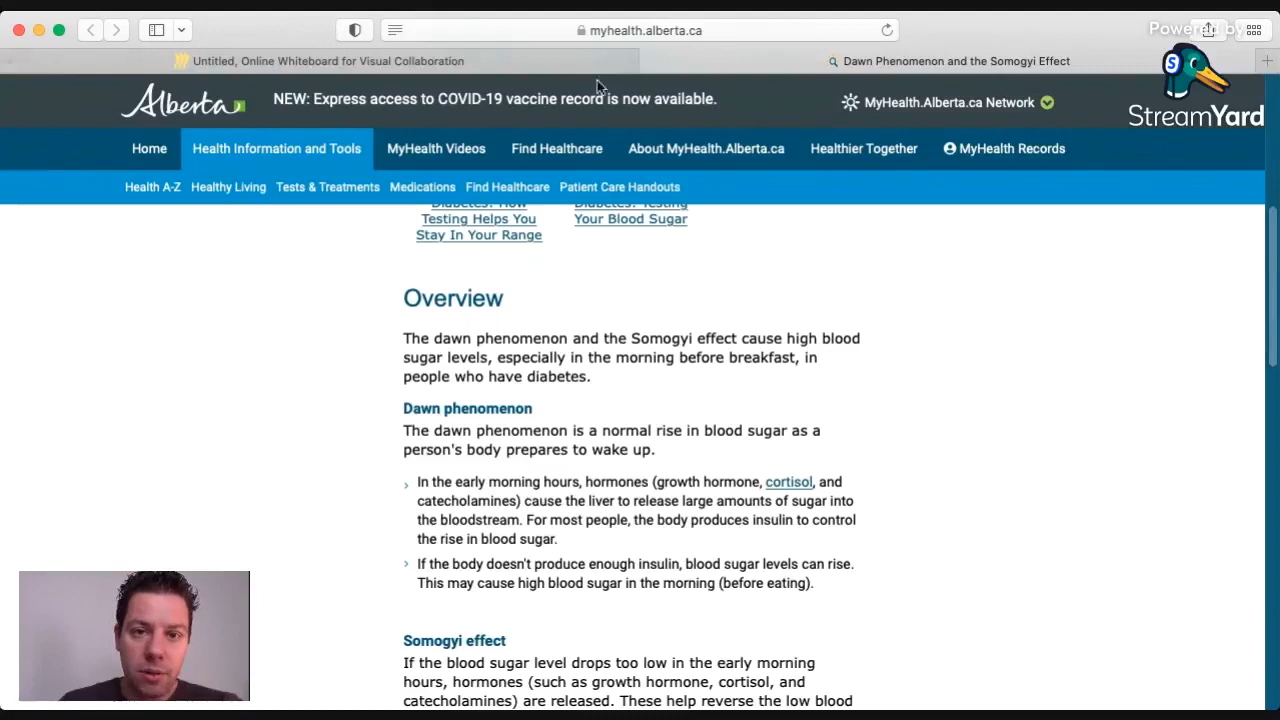 myhealth.alberta.ca
Powered by
Untitled, Online Whiteboard for Visual Collaboration
Dawn Phenomenon and the Somogyi Effect
S
StreamYard
Alberta
NEW: Express access to COVID-19 vaccine record is now available.
MyHealth.Alberta.ca Network
Home Health Information and Tools MyHealth Videos Find Healthcare About MyHealth.Alberta.ca Healthier Together MyHealth Records
Health A-Z Healthy Living Tests & Treatments Medications Find Healthcare Patient Care Handouts
Diabetes: How
Testing Helps You
Stay In Your Range
Diabetes: Testing
Your Blood Sugar
Overview
The dawn phenomenon and the Somogyi effect cause high blood
sugar levels, especially in the morning before breakfast, in
people who have diabetes.
Dawn phenomenon
The dawn phenomenon is a normal rise in blood sugar as a
person's body prepares to wake up.
In the early morning hours, hormones (growth hormone, cortisol, and
catecholamines) cause the liver to release large amounts of sugar into
the bloodstream. For most people, the body produces insulin to control
the rise in blood sugar.
If the body doesn't produce enough insulin, blood sugar levels can rise.
This may cause high blood sugar in the morning (before eating).
Somogyi effect
If the blood sugar level drops too low in the early morning
hours, hormones (such as growth hormone, cortisol, and
catecholamines) are released. These help reverse the low blood